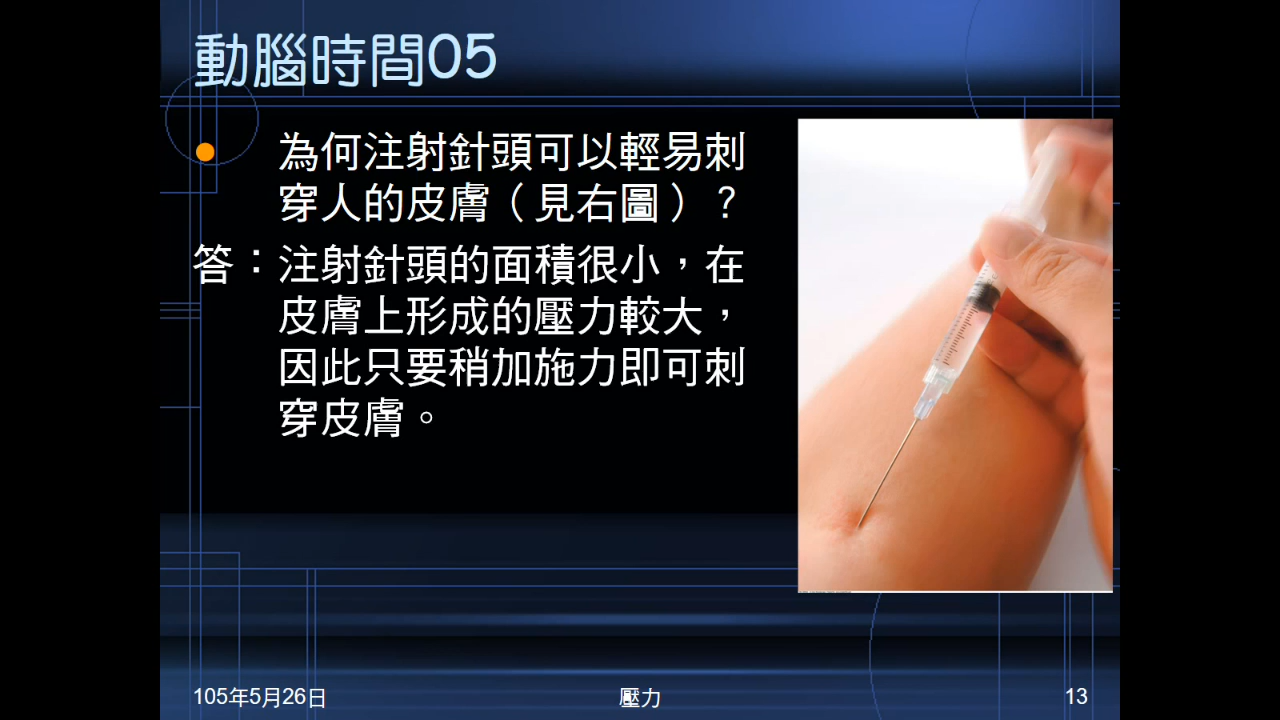 動腦時間05
為何注射針頭可以輕易刺
穿人的皮膚（見右圖）？
答：注射針頭的面積很小，在
皮膚上形成的壓力較大，
因此只要稍加施力即可刺
穿皮膚。
105年5月26日
壓力
13